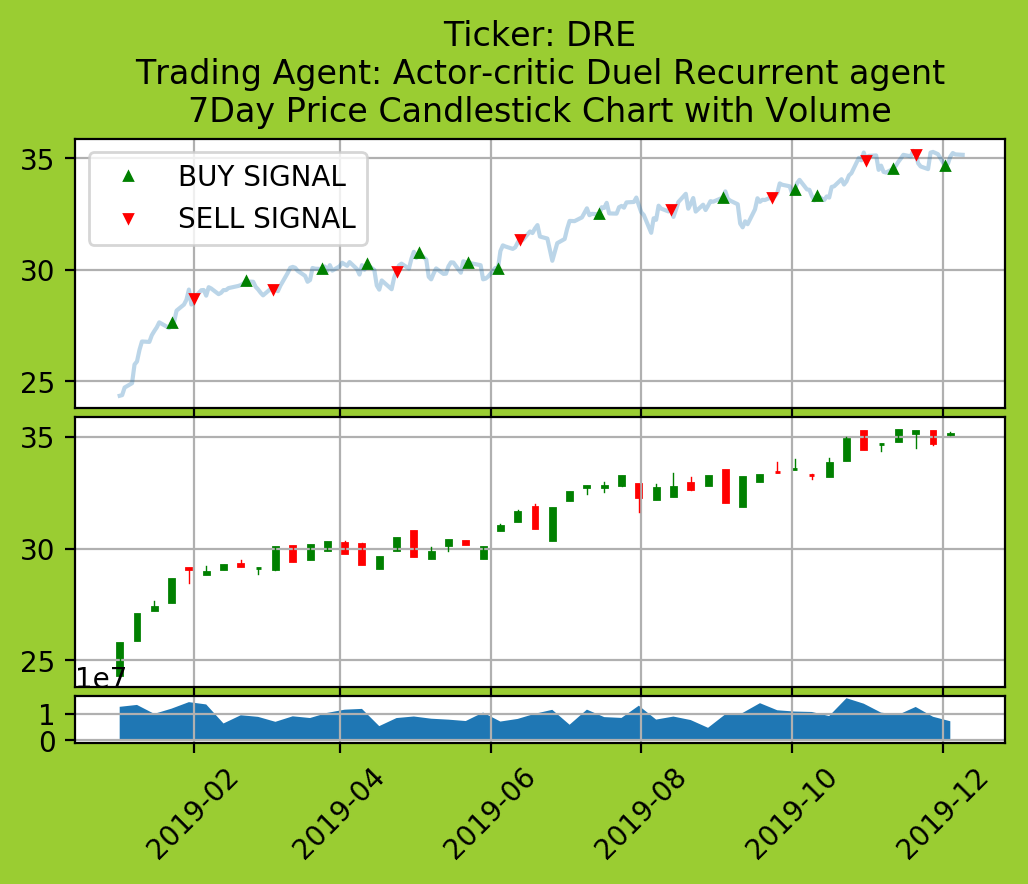 Ticker: DRE
Trading Agent: Actor-critic Duel Recurrent agent
7Day Price Candlestick Chart with Volume
35
30
25
BUY SIGNAL
SELL SIGNAL
35
30
25
1e7
1
0
2019-02
2019-04
2019-06
2019-08
2019-10
2019-12